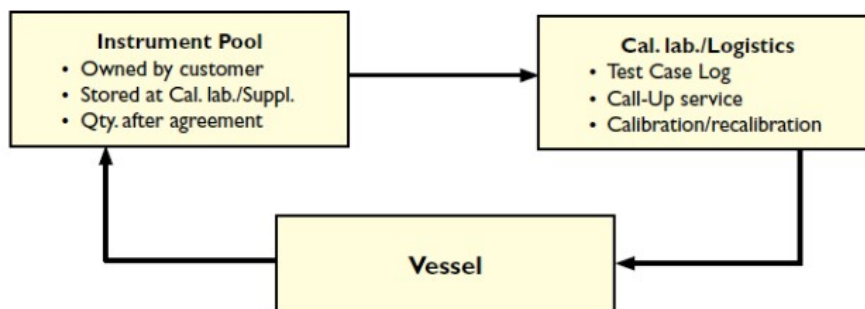 Instrument Pool
• Owned by customer
• Stored at Cal. lab./Suppl.
• Qty. after agreement
Cal. lab./Logistics
• Test Case Log
• Call-Up service
• Calibration/recalibration
Vessel